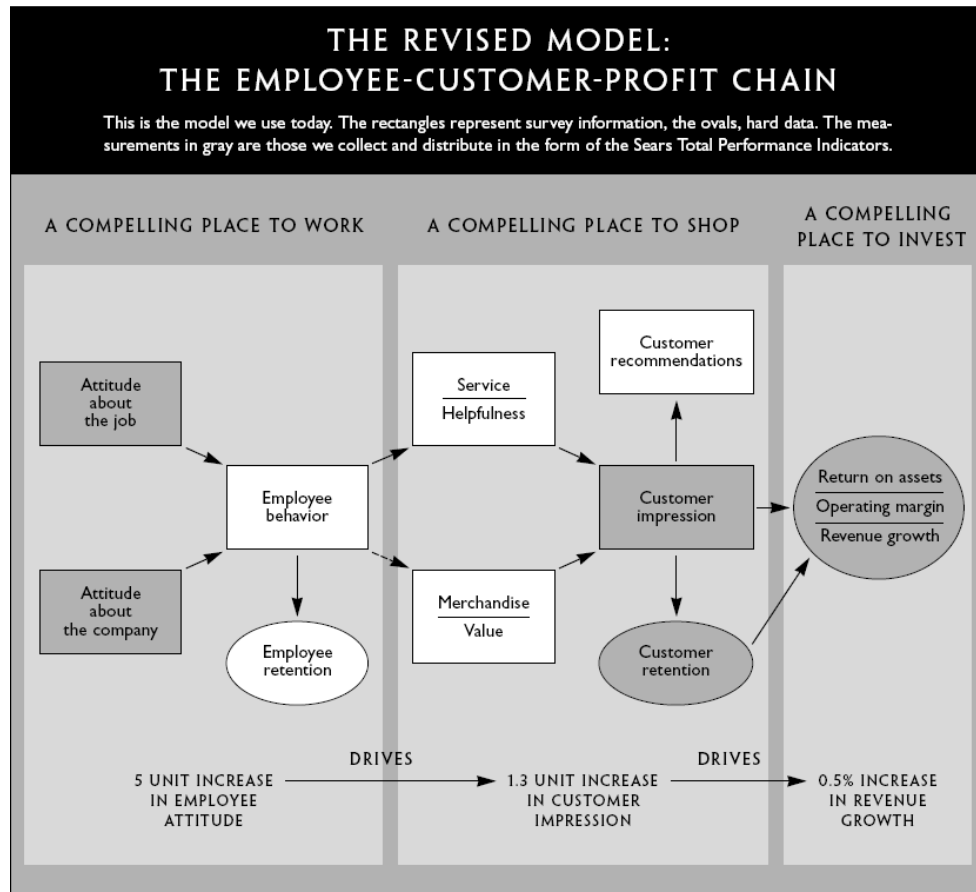 THE REVISED MODEL:
THE EMPLOYEE-CUSTOMER-PROFIT CHAIN
This is the model we use today. The rectangles represent survey information, the ovals, hard data. The mea-
surements in gray are those we collect and distribute in the form of the Sears Total Performance Indicators.
A COMPELLING PLACE TO WORK
A COMPELLING PLACE TO SHOP
A COMPELLING
PLACE TO INVEST
Attitude
about
the job
Attitude
about
the company
Employee
behavior
Employee
retention
Service
Helpfulness
Merchandise
Value
Customer
recommendations
Customer
impression
Customer
retention
Return on assets
Operating margin
Revenue growth
5 UNIT INCREASE
IN EMPLOYEE
ATTITUDE
DRIVES
1.3 UNIT INCREASE
IN CUSTOMER
IMPRESSION
DRIVES
0.5% INCREASE
IN REVENUE
GROWTH